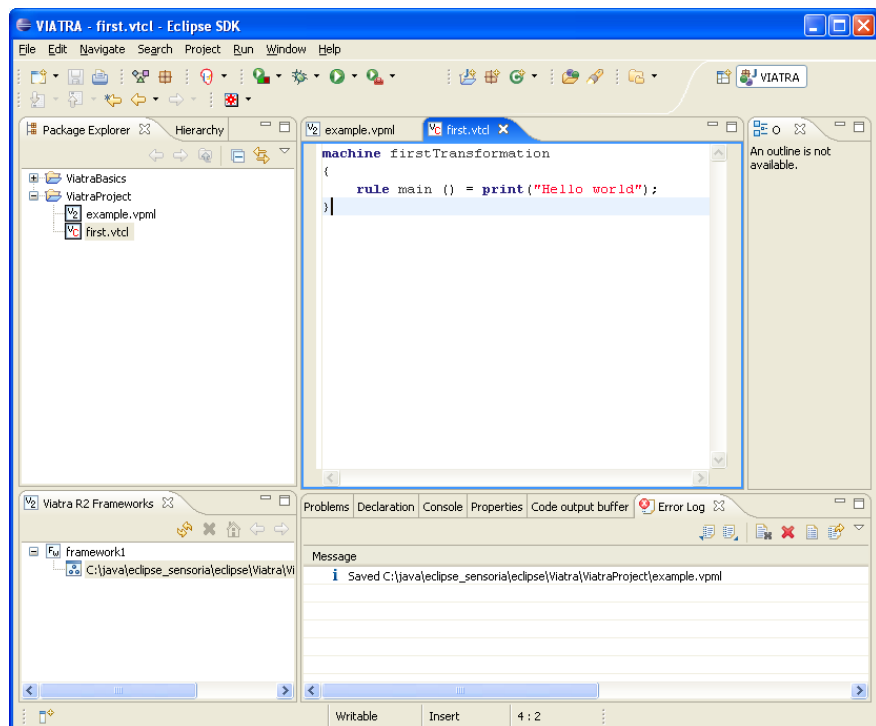 VIATRA - first.vtcl - Eclipse SDK
File Edit Navigate Search Project Run Window Help
VIATRA
Package Explorer Hierarchy
ViatraBasics
ViatraProject
example.vpml
first.vtcl
example.vpml first.vtcl
machine firstTransformation
{
rule main () = print("Hello world");
}
O
An outline is not
available.
Viatra R2 Frameworks
framework1
C:\java\eclipse_sensoria\eclipse\Viatra\Vi
Problems Declaration Console Properties Code output buffer Error Log
Message
Saved C:\java\eclipse_sensoria\eclipse\Viatra\ViatraProject\example.vpml
Writable Insert 4 : 2